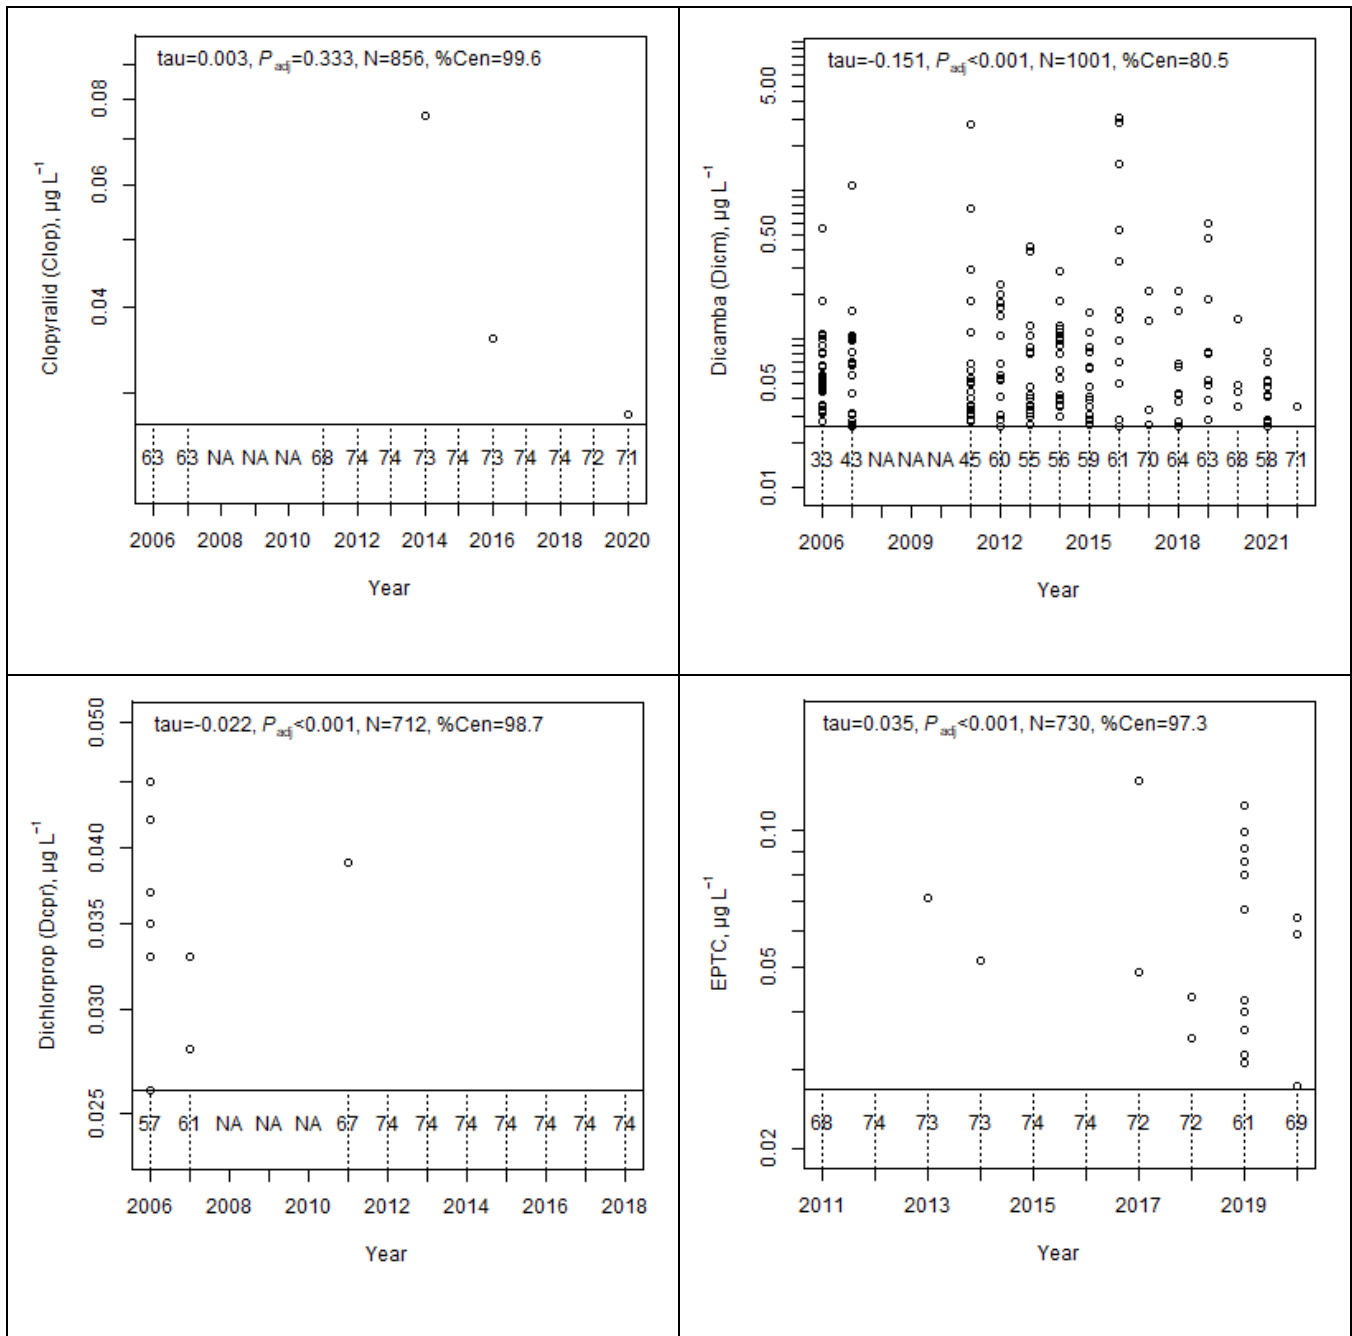 tau=0.003, Padj=0.333, N=856, %Cen=99.6
Clopyralid (Clop), µg L−1
0.08
0.06
0.04
63 63 NA NA NA 68 74 74 73 74 73 74 74 72 71
2006 2008 2010 2012 2014 2016 2018 2020
Year
tau=-0.151, Padj<0.001, N=1001, %Cen=80.5
Dicamba (Dicm), µg L−1
5.00
0.50
0.05
0.01
33 43 NA NA NA 45 60 55 56 59 61 70 64 63 68 58 71
2006 2009 2012 2015 2018 2021
Year
tau=-0.022, Padj<0.001, N=712, %Cen=98.7
Dichlorprop (Dcpr), µg L−1
0.050
0.040
0.035
0.030
0.025
57 61 NA NA NA 67 74 74 74 74 74 74 74
2006 2008 2010 2012 2014 2016 2018
Year
tau=0.035, Padj<0.001, N=730, %Cen=97.3
EPTC, µg L−1
0.10
0.05
0.02
68 74 73 73 74 74 72 72 61 69
2011 2013 2015 2017 2019
Year